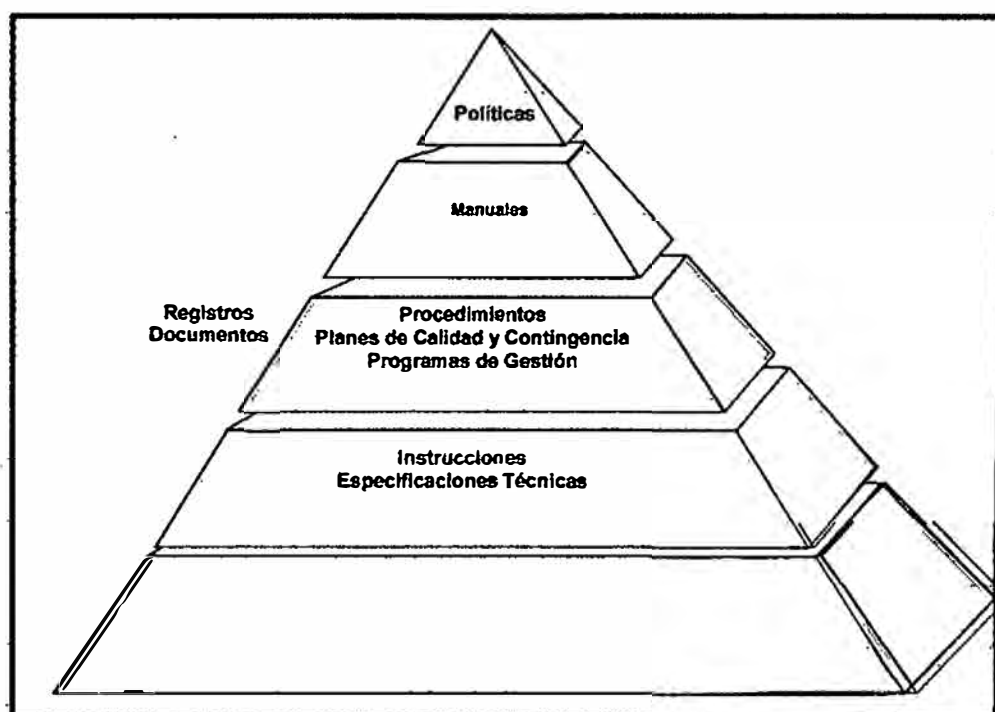 Políticas
Manuales
Registros
Documentos
Procedimientos
Planes de Calidad y Contingencia
Programas de Gestión
Instrucciones
Especificaciones Técnicas